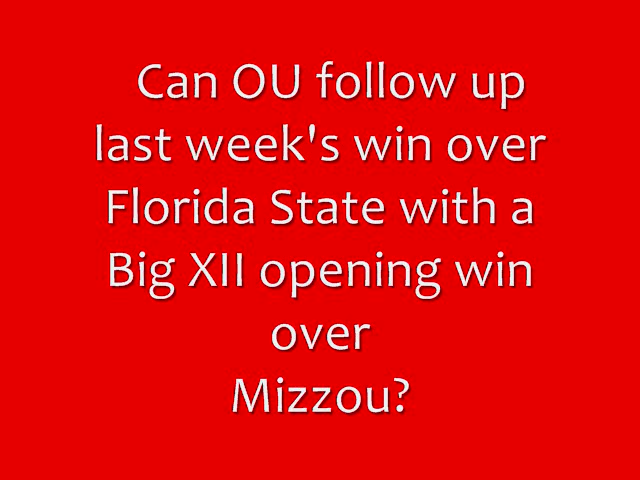 Can OU follow up
last week's win over
Florida State with a
Big XII opening win
over
Mizzou?